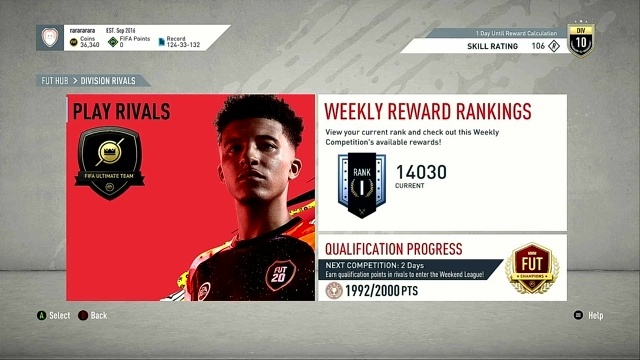 rararara EST. Sep 2016
Coins 36,340
FIFA Points 0
Record 124-33-132
1 Day Until Reward Calculation
SKILL RATING 106
DIV 10
FUT HUB > DIVISION RIVALS
PLAY RIVALS
FIFA ULTIMATE TEAM
EA
FUT 20
WEEKLY REWARD RANKINGS
View your current rank and check out this Weekly
Competition's available rewards!
RANK I
14030
CURRENT
QUALIFICATION PROGRESS
NEXT COMPETITION: 2 Days
Earn qualification points in rivals to enter the Weekend League!
1992/2000 PTS
FUT
CHAMPIONS
A Select B Back
Help